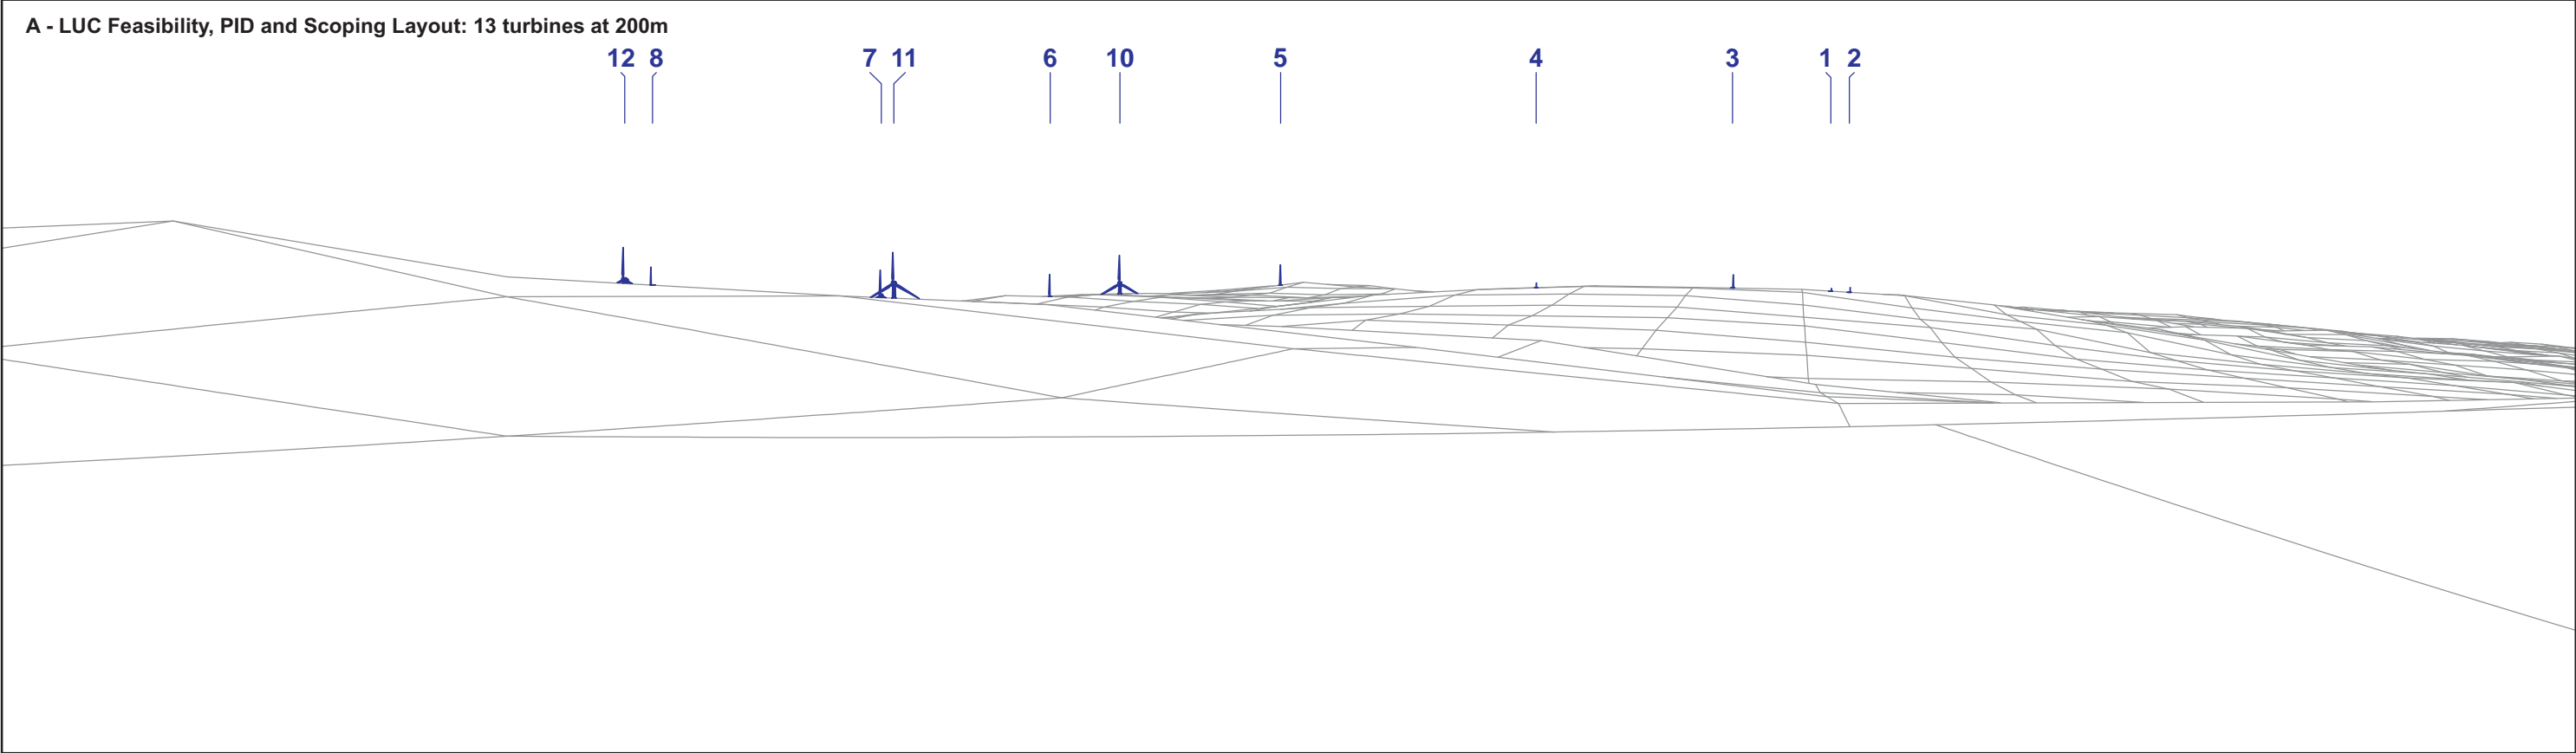 A - LUC Feasibility, PID and Scoping Layout: 13 turbines at 200m
12 8 7 11 6 10 5 4 3 1 2